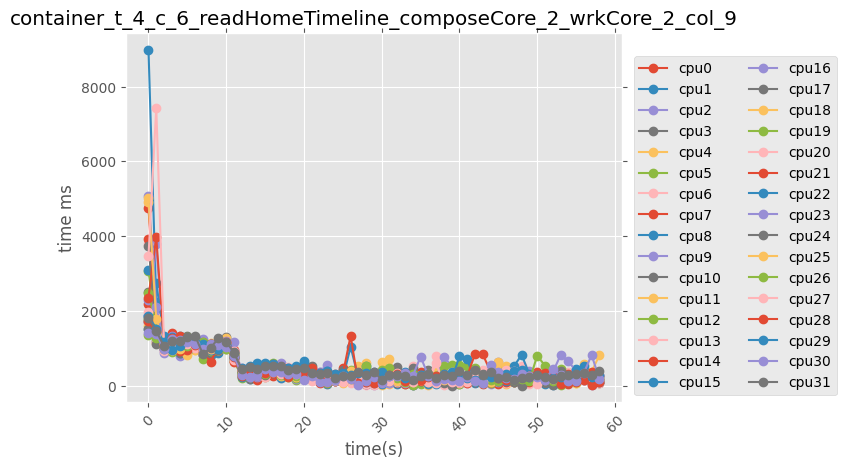 container_t_4_c_6_readHomeTimeline_composeCore_2_wrkCore_2_col_9
time ms
8000
6000
4000
2000
0
0 10 20 30 40 50 60
time(s)
cpu0
cpu1
cpu2
cpu3
cpu4
cpu5
cpu6
cpu7
cpu8
cpu9
cpu10
cpu11
cpu12
cpu13
cpu14
cpu15
cpu16
cpu17
cpu18
cpu19
cpu20
cpu21
cpu22
cpu23
cpu24
cpu25
cpu26
cpu27
cpu28
cpu29
cpu30
cpu31